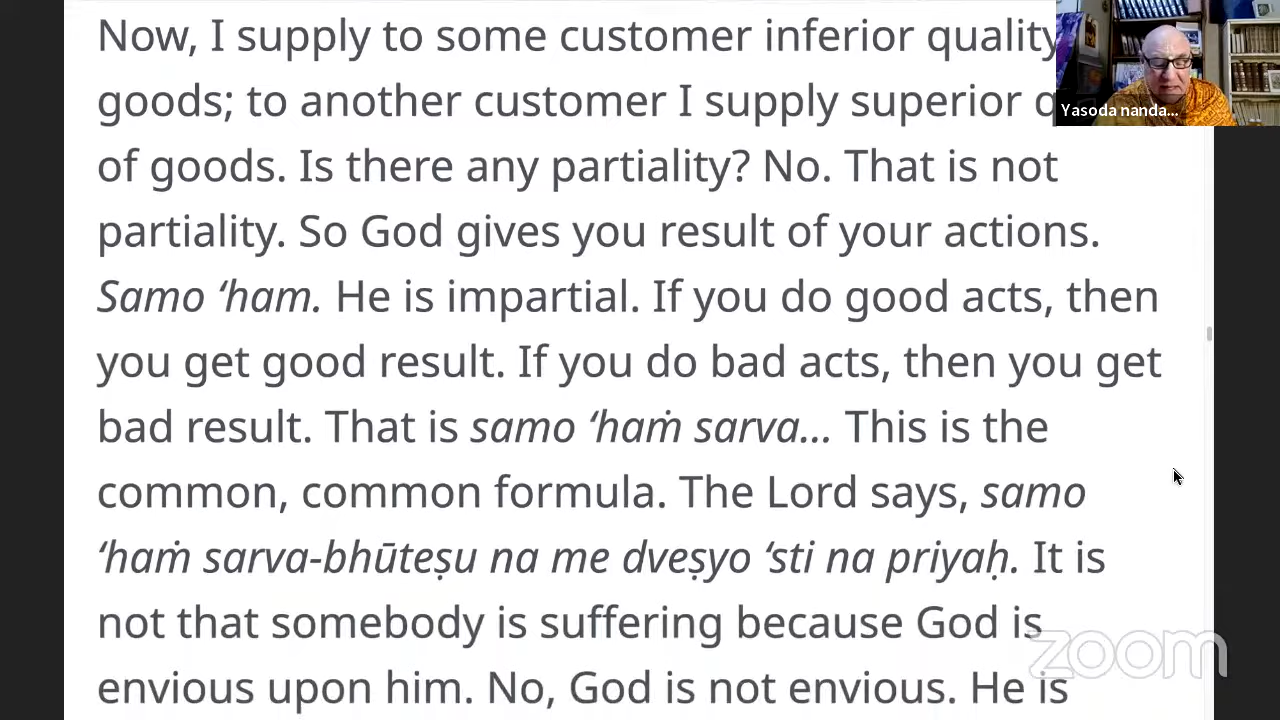 Now, I supply to some customer inferior quality
goods; to another customer I supply superior
of goods. Is there any partiality? No. That is not
partiality. So God gives you result of your actions.
Samo ‘ham. He is impartial. If you do good acts, then
you get good result. If you do bad acts, then you get
bad result. That is samo ‘haṁ sarva... This is the
common, common formula. The Lord says, samo
‘haṁ sarva-bhūteṣu na me dveṣyo ‘sti na priyaḥ. It is
not that somebody is suffering because God is
envious upon him. No, God is not envious. He is
Yasoda nanda...
zoom